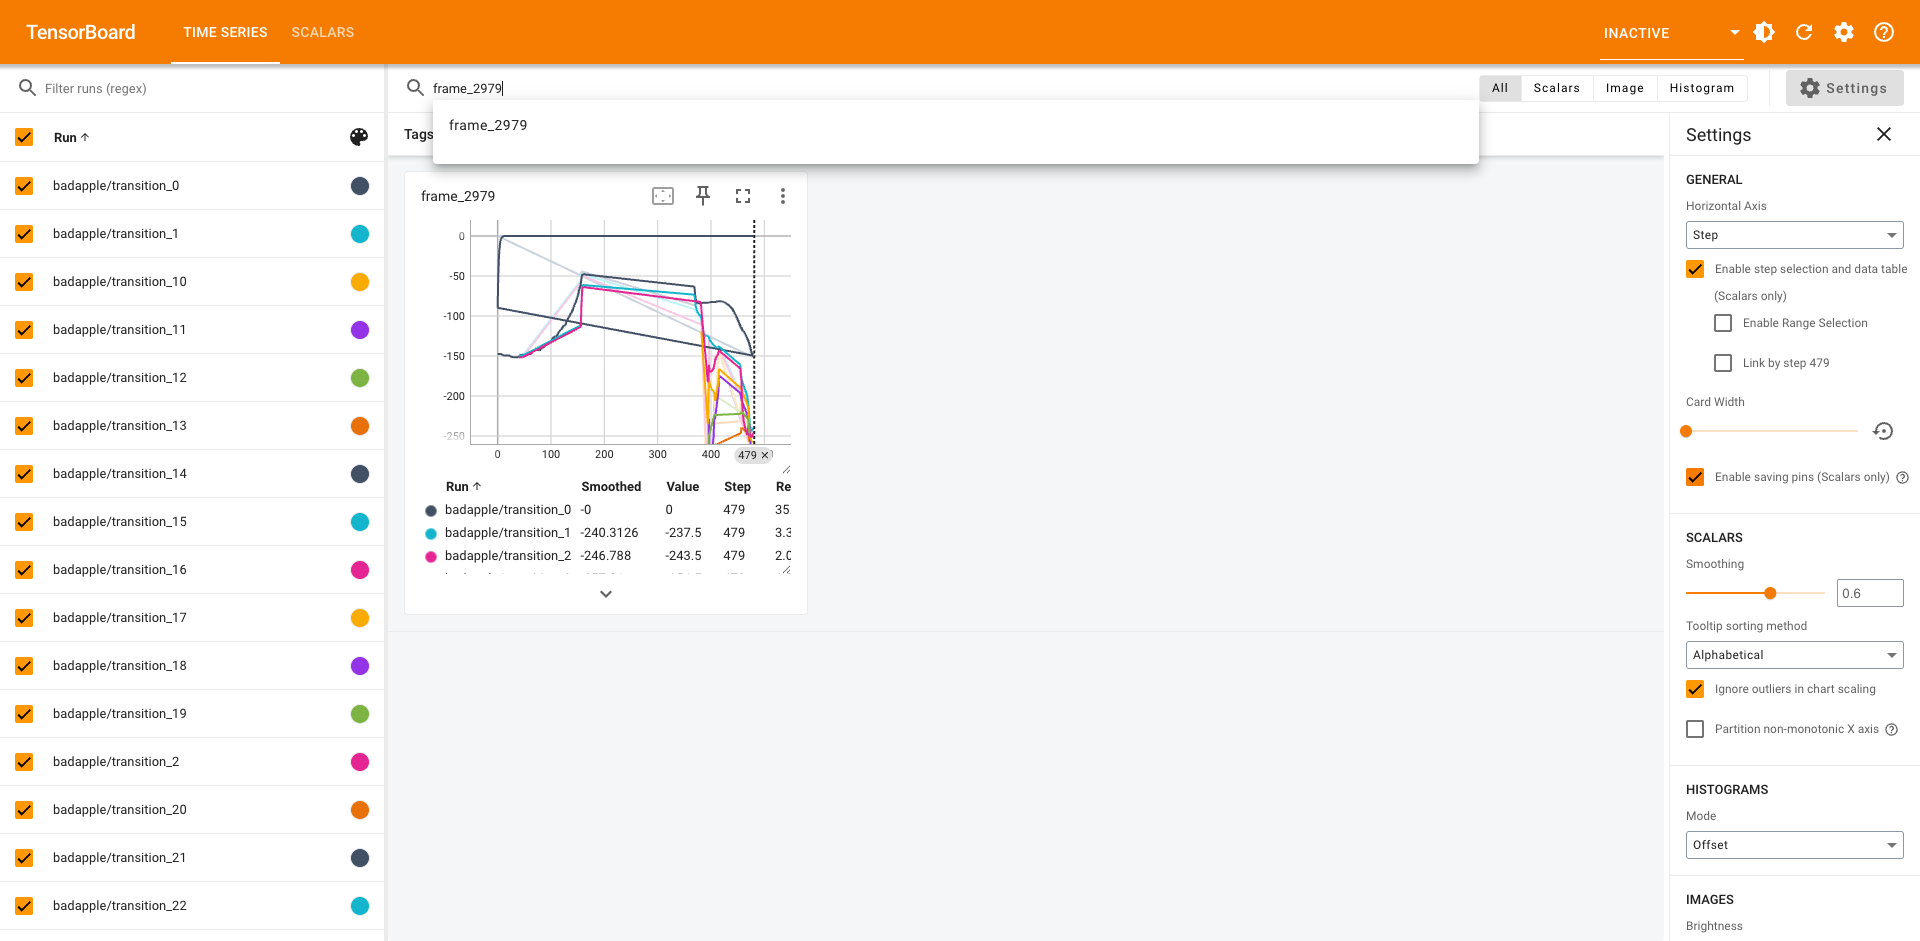 TensorBoard
TIME SERIES
SCALARS
INACTIVE
Filter runs (regex)
Run
badapple/transition_0
badapple/transition_1
badapple/transition_10
badapple/transition_11
badapple/transition_12
badapple/transition_13
badapple/transition_14
badapple/transition_15
badapple/transition_16
badapple/transition_17
badapple/transition_18
badapple/transition_19
badapple/transition_2
badapple/transition_20
badapple/transition_21
badapple/transition_22
frame_2979
frame_2979
All Scalars Image Histogram
Settings
Tags
frame_2979
0
-50
-100
-150
-200
-250
0 100 200 300 400 479
Run Smoothed Value Step Re
badapple/transition_0 -0 0 479 35.
badapple/transition_1 -240.3126 -237.5 479 3.3
badapple/transition_2 -246.788 -243.5 479 2.0
Settings
GENERAL
Horizontal Axis
Step
Enable step selection and data table
(Scalars only)
Enable Range Selection
Link by step 479
Card Width
Enable saving pins (Scalars only)
SCALARS
Smoothing
0.6
Tooltip sorting method
Alphabetical
Ignore outliers in chart scaling
Partition non-monotonic X axis
HISTOGRAMS
Mode
Offset
IMAGES
Brightness